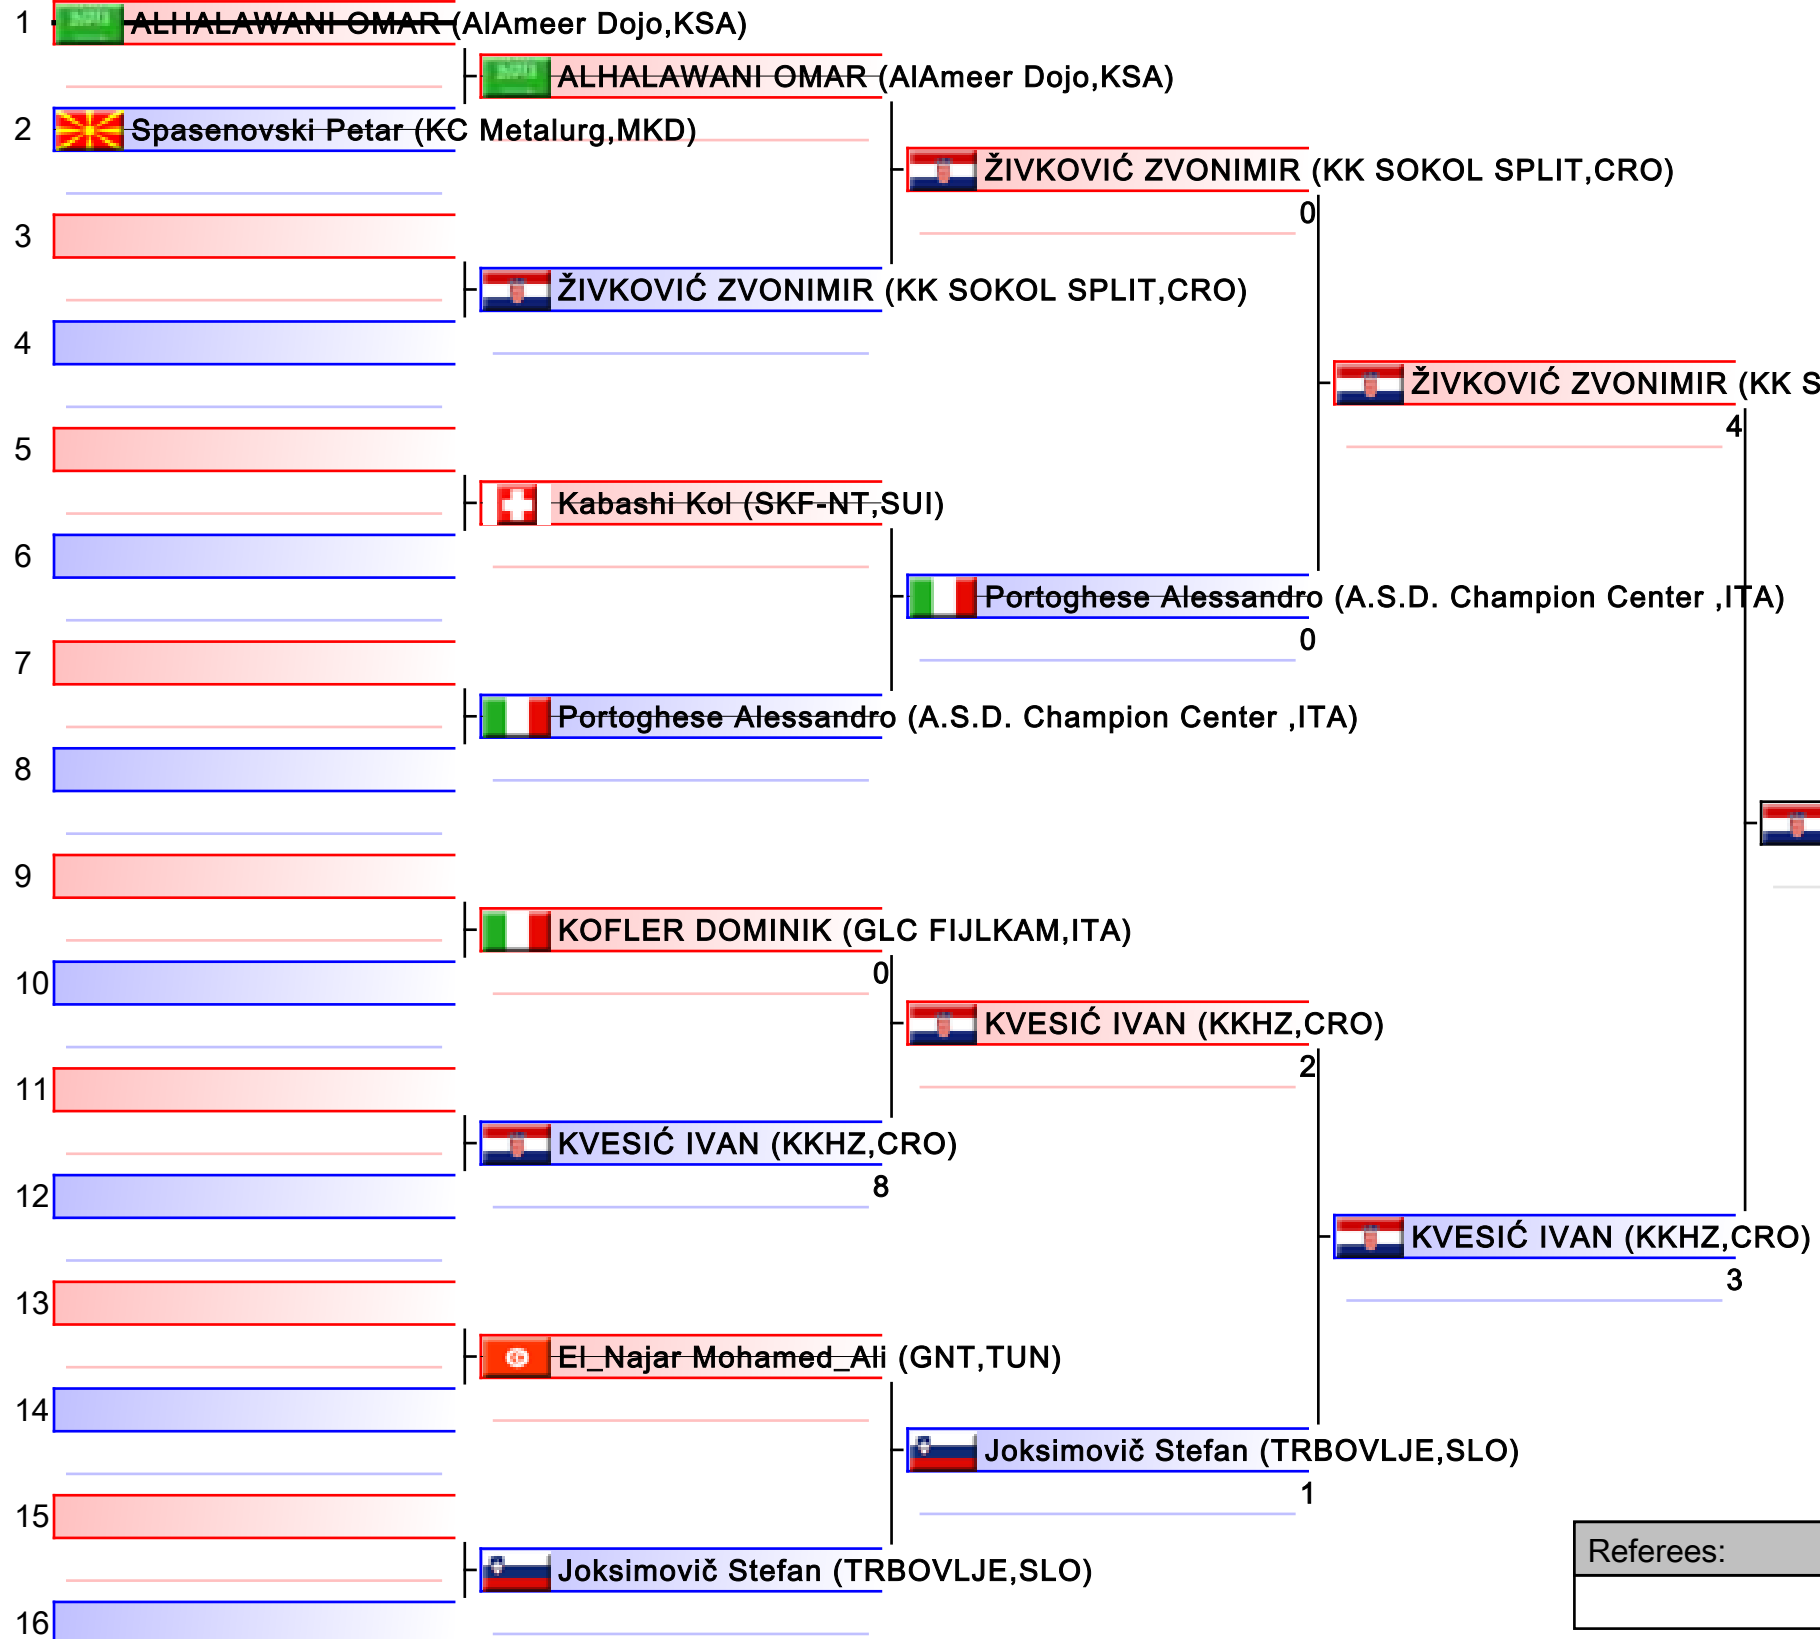 1 ALHALAWANI OMAR (AlAmeer Dojo,KSA)
ALHALAWANI OMAR (AlAmeer Dojo,KSA)
2 Spasenovski Petar (KC Metalurg,MKD)
ŽIVKOVIĆ ZVONIMIR (KK SOKOL SPLIT,CRO)
0
3
ŽIVKOVIĆ ZVONIMIR (KK SOKOL SPLIT,CRO)
4
ŽIVKOVIĆ ZVONIMIR (KK S
4
5
Kabashi Kol (SKF-NT,SUI)
6
Portoghese Alessandro (A.S.D. Champion Center ,ITA)
0
7
Portoghese Alessandro (A.S.D. Champion Center ,ITA)
8
9
KOFLER DOMINIK (GLC FIJLKAM,ITA)
0
10
KVESIĆ IVAN (KKHZ,CRO)
2
11
KVESIĆ IVAN (KKHZ,CRO)
8
12
KVESIĆ IVAN (KKHZ,CRO)
3
13
El_Najar Mohamed_Ali (GNT,TUN)
14
Joksimovič Stefan (TRBOVLJE,SLO)
1
15
Referees:
Joksimovič Stefan (TRBOVLJE,SLO)
16